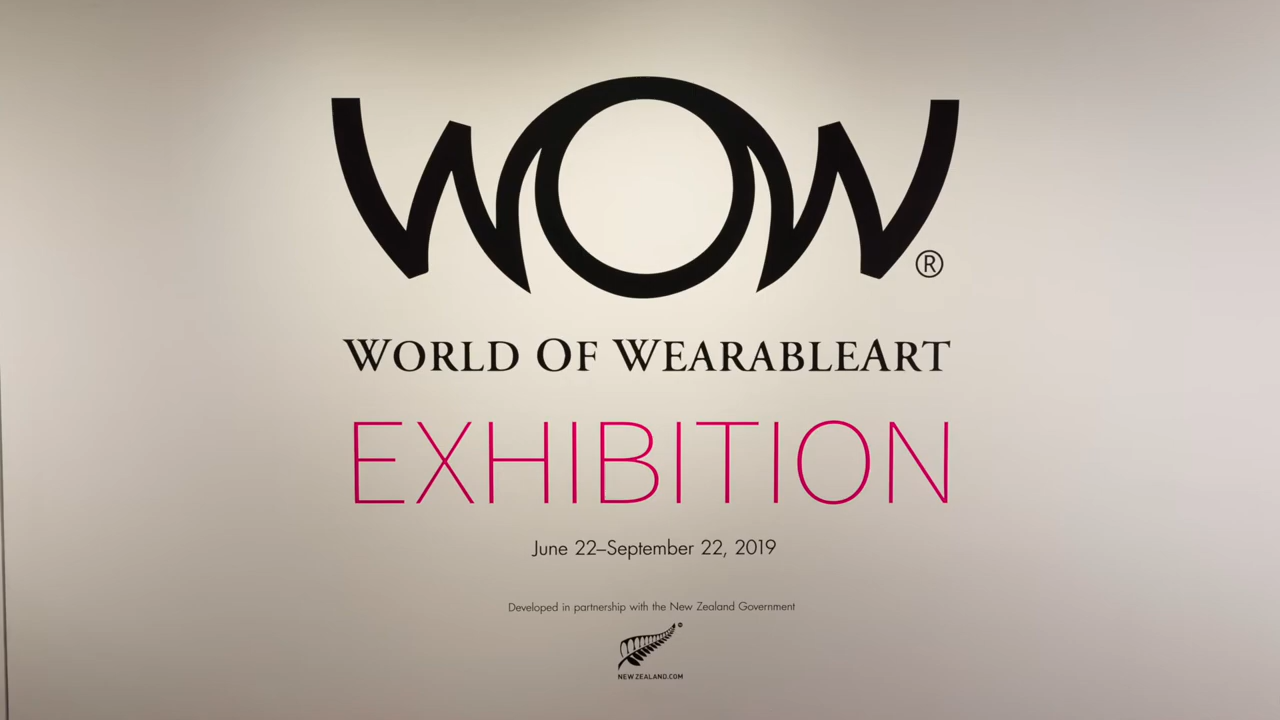 WOW®
WORLD OF WEARABLEART
EXHIBITION
June 22–September 22, 2019
Developed in partnership with the New Zealand Government
NEWZEALAND.COM